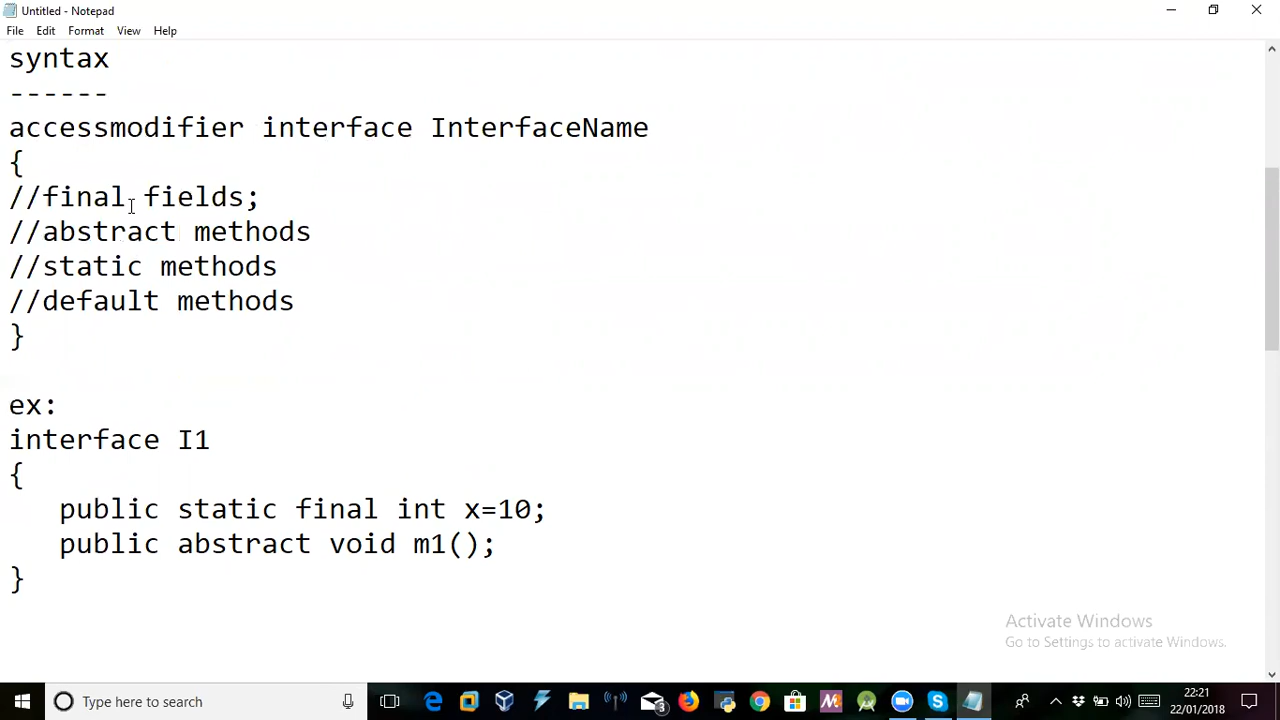 Untitled - Notepad
File Edit Format View Help
syntax
------
accessmodifier interface InterfaceName
{
//final fields;
//abstract methods
//static methods
//default methods
}
ex:
interface I1
{
public static final int x=10;
public abstract void m1();
}
Activate Windows
Go to Settings to activate Windows.
Type here to search
3
22:21
22/01/2018